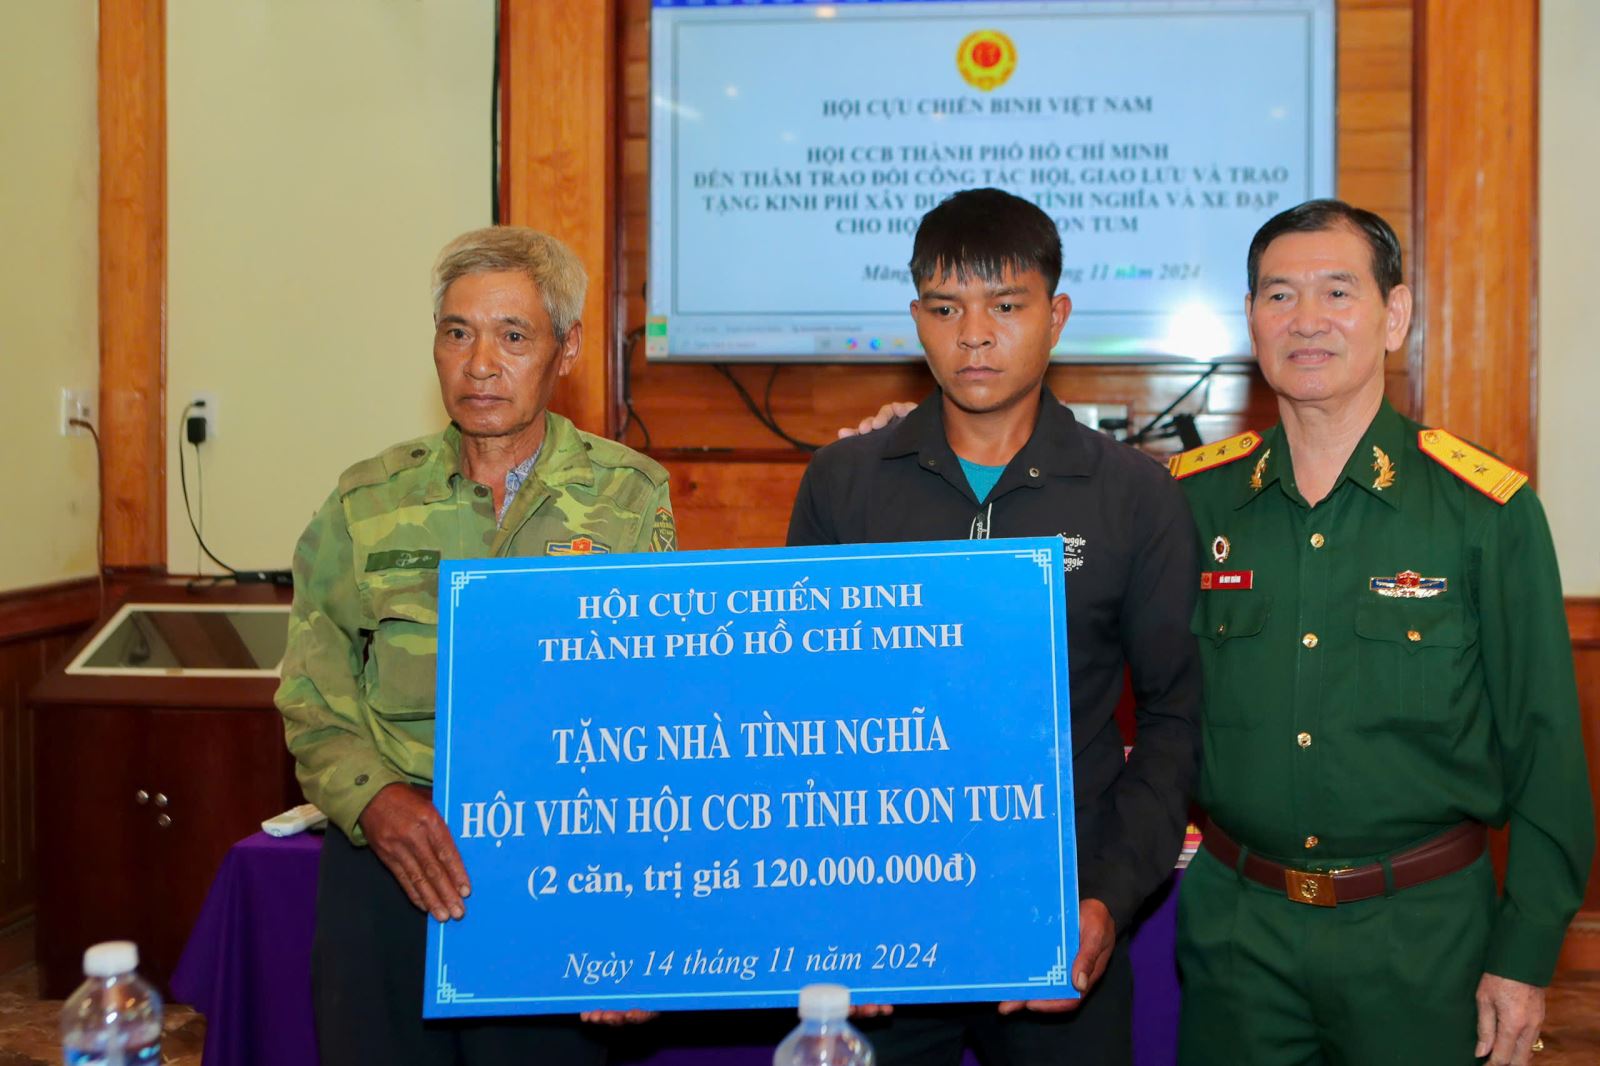 HỘI CỰU CHIẾN BINH VIỆT NAM
HỘI CCB THÀNH PHỐ HỒ CHÍ MINH
ĐẾN THĂM TRAO ĐỔI CÔNG TÁC HỘI, GIAO LƯU VÀ TRAO
TẶNG KINH PHÍ XÂY TÌNH NGHĨA VÀ XE ĐẠP
CHO KON TUM
11 năm 2024
HỘI CỰU CHIẾN BINH
THÀNH PHỐ HỒ CHÍ MINH
TẶNG NHÀ TÌNH NGHĨA
HỘI VIÊN HỘI CCB TỈNH KON TUM
(2 căn, trị giá 120.000.000đ)
Ngày 14 tháng 11 năm 2024